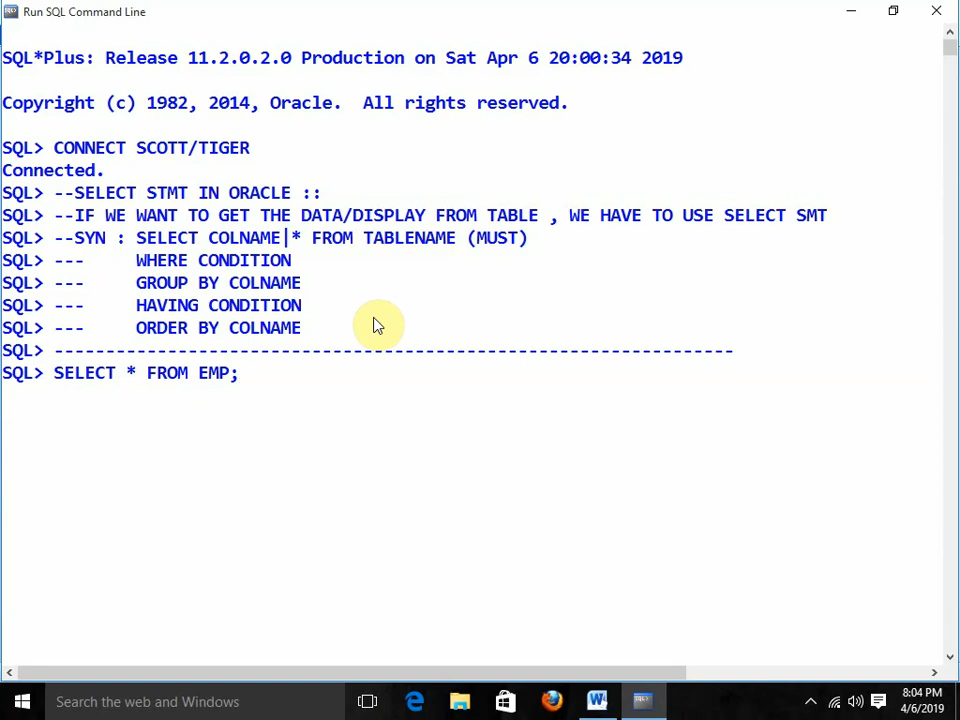 Run SQL Command Line
SQL*Plus: Release 11.2.0.2.0 Production on Sat Apr 6 20:00:34 2019
Copyright (c) 1982, 2014, Oracle.  All rights reserved.
SQL> CONNECT SCOTT/TIGER
Connected.
SQL> --SELECT STMT IN ORACLE ::
SQL> --IF WE WANT TO GET THE DATA/DISPLAY FROM TABLE , WE HAVE TO USE SELECT SMT
SQL> --SYN : SELECT COLNAME|* FROM TABLENAME (MUST)
SQL> ---     WHERE CONDITION
SQL> ---     GROUP BY COLNAME
SQL> ---     HAVING CONDITION
SQL> ---     ORDER BY COLNAME
SQL> ------------------------------------------------------------------
SQL> SELECT * FROM EMP;
Search the web and Windows
8:04 PM
4/6/2019